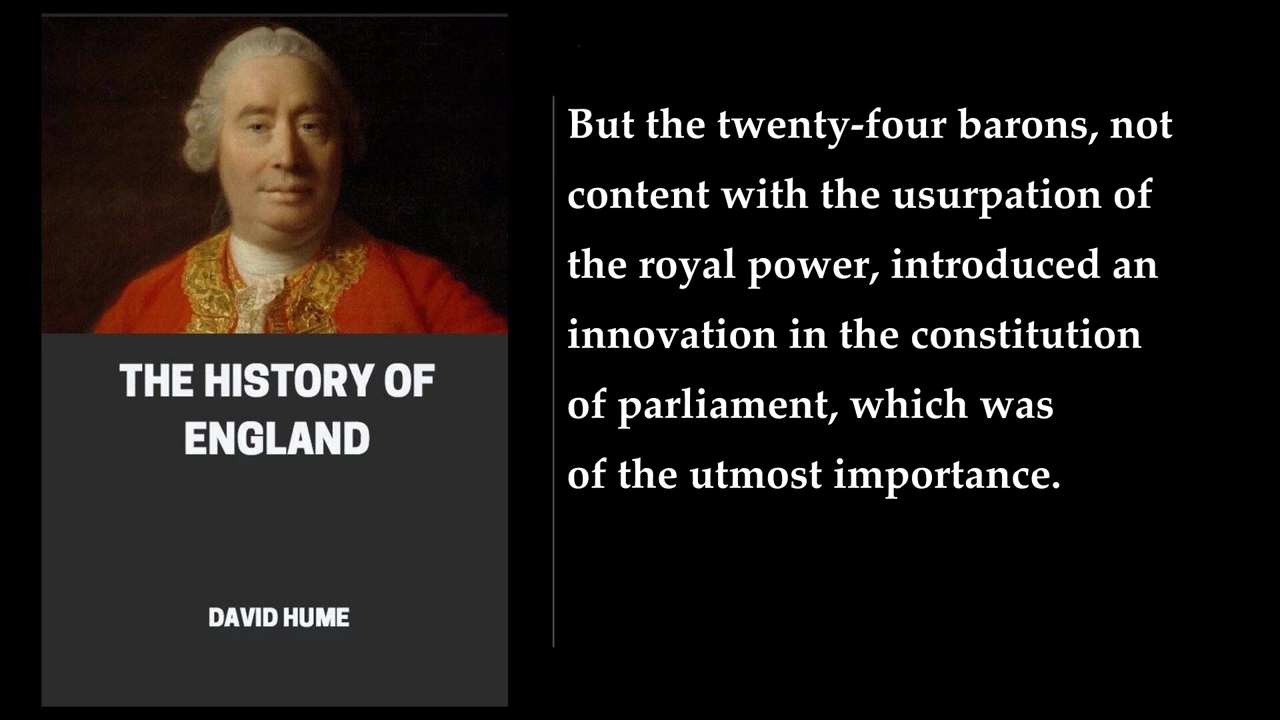 THE HISTORY OF
ENGLAND
DAVID HUME
But the twenty-four barons, not
content with the usurpation of
the royal power, introduced an
innovation in the constitution
of parliament, which was
of the utmost importance.